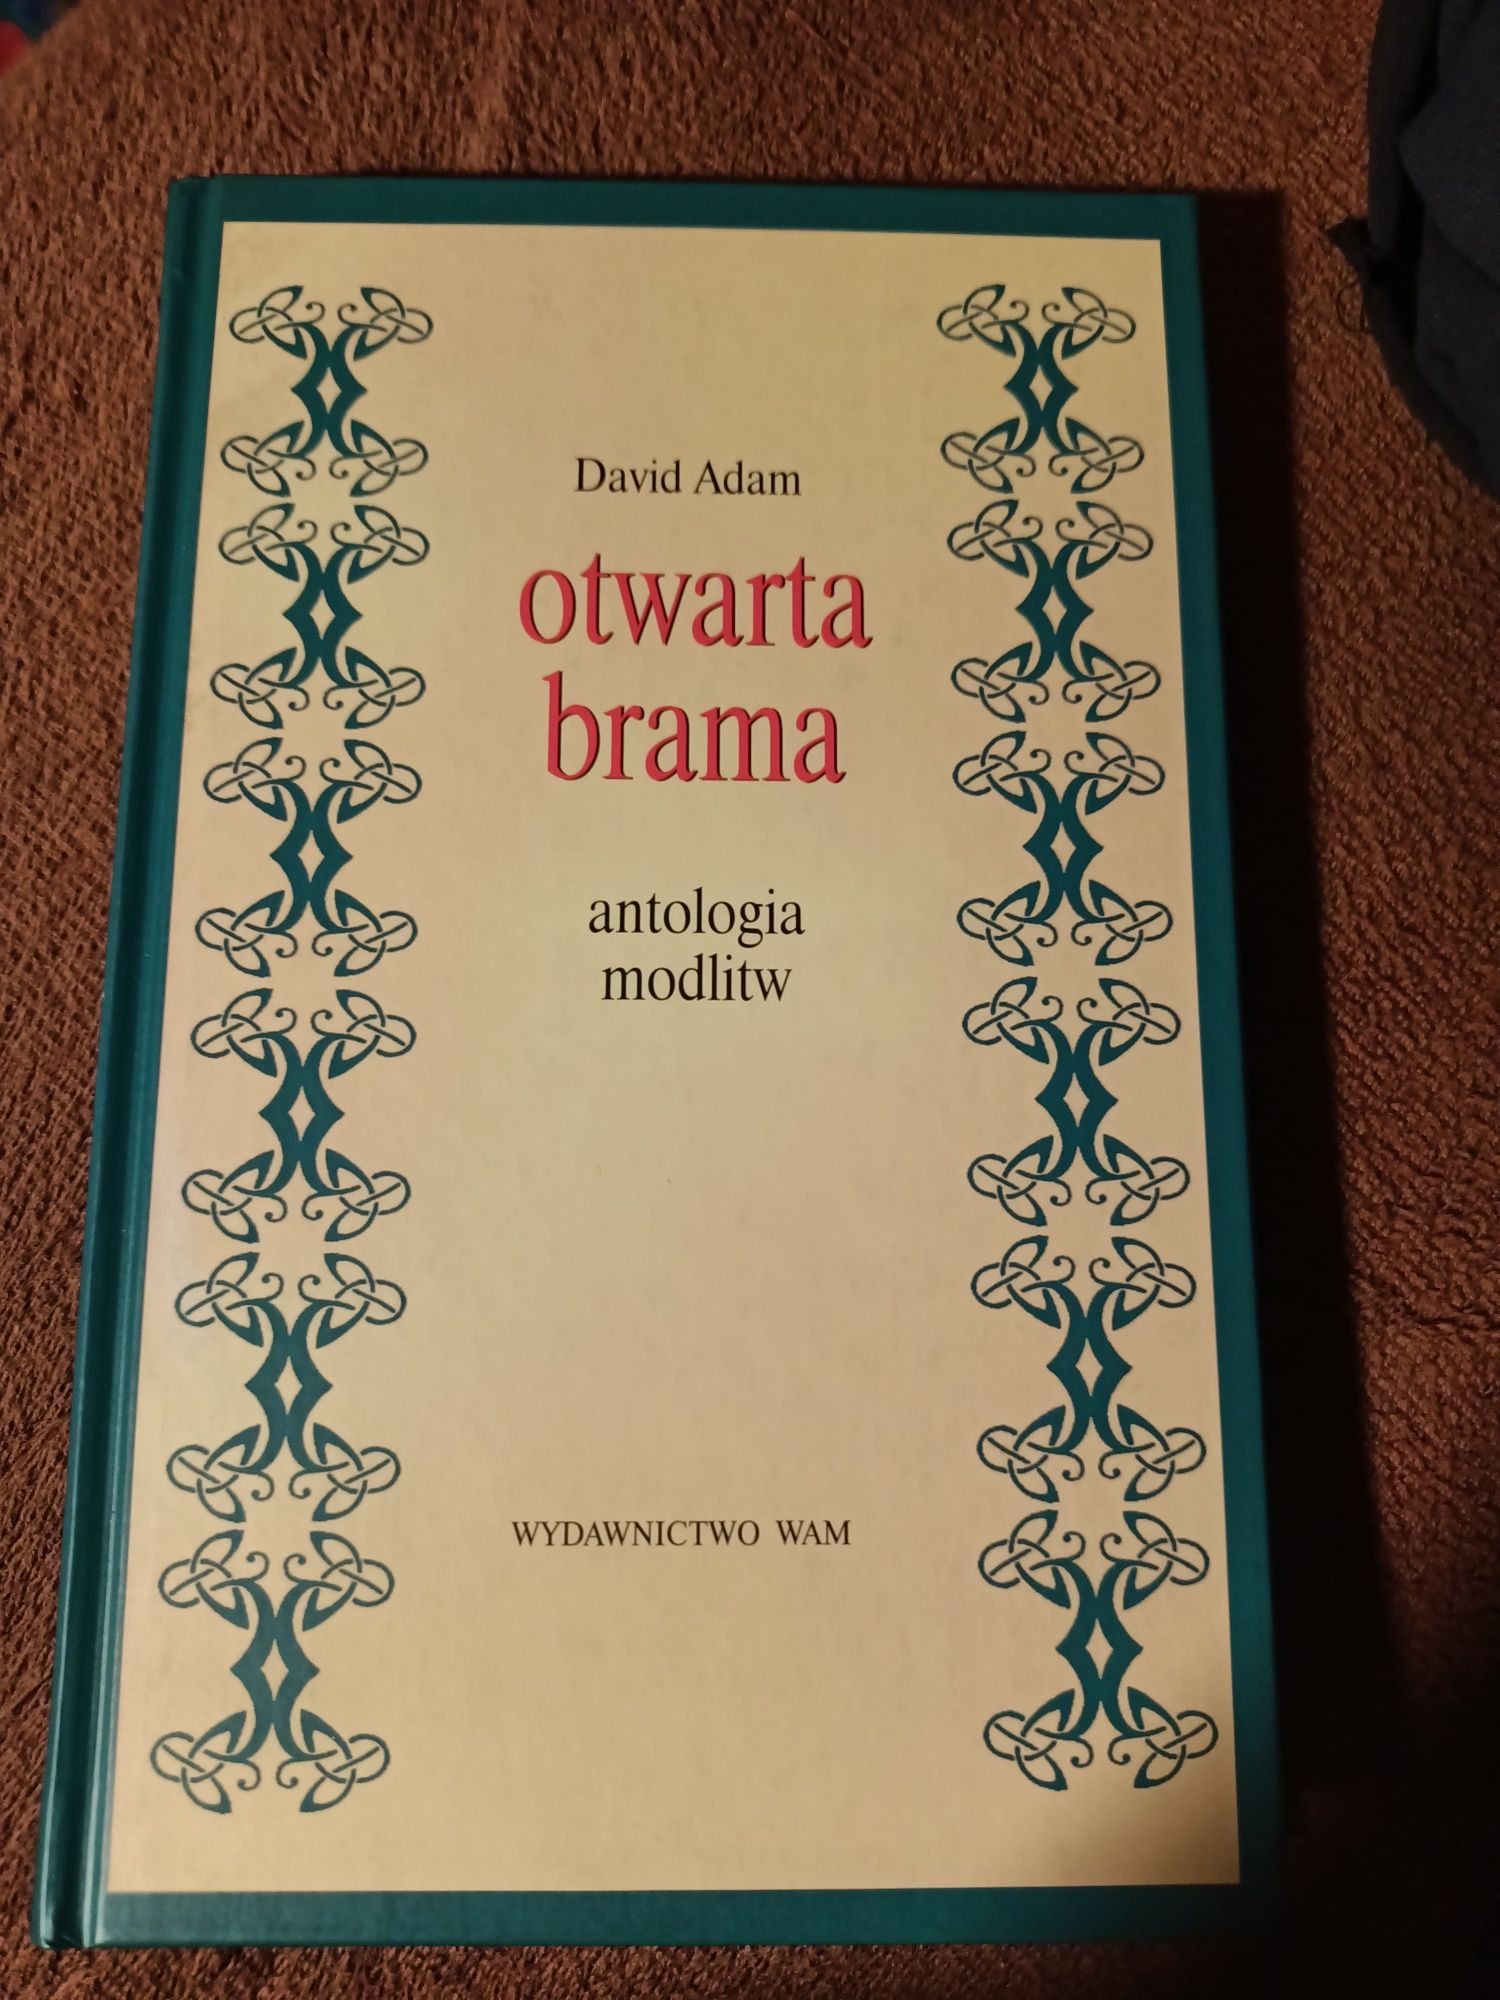 David Adam
otwarta
brama
antologia
modlitw
WYDAWNICTWO WAM